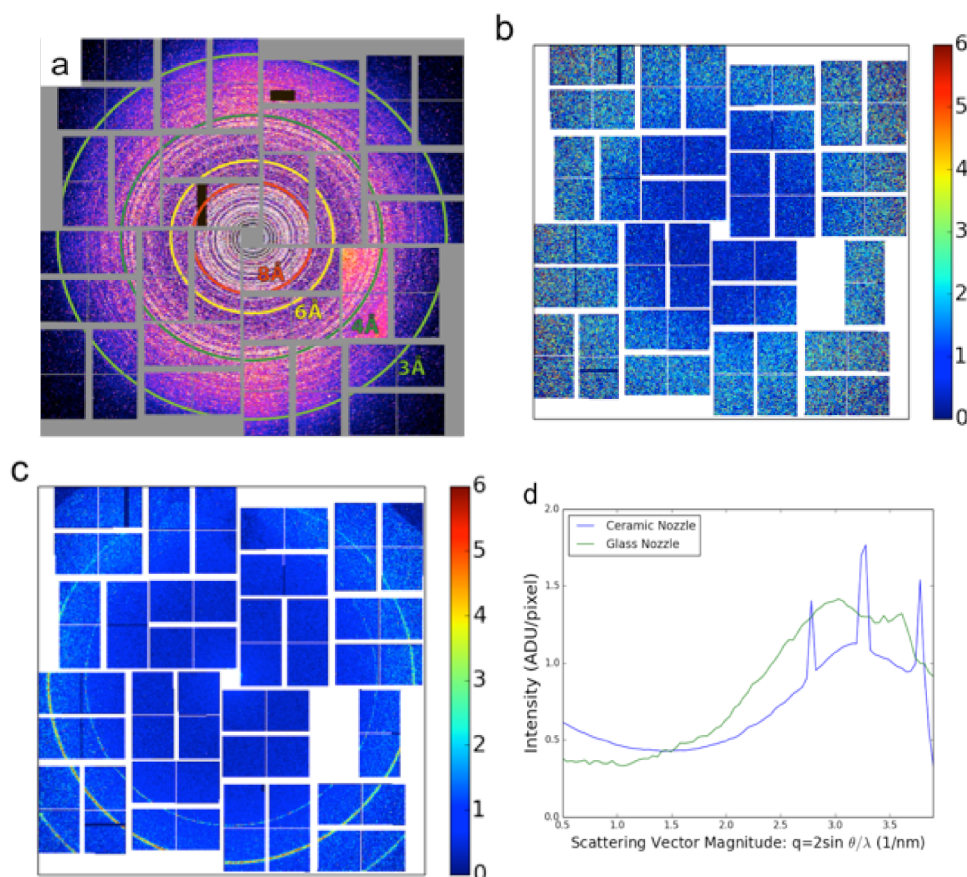 a
8Å
6Å
4Å
3Å
b
6
5
4
3
2
1
0
c
6
5
4
3
2
1
0
d
2.0
1.5
1.0
0.5
0.0
Intensity (ADU/pixel)
Ceramic Nozzle
Glass Nozzle
0.5 1.0 1.5 2.0 2.5 3.0 3.5
Scattering Vector Magnitude: q=2sin θ/λ (1/nm)